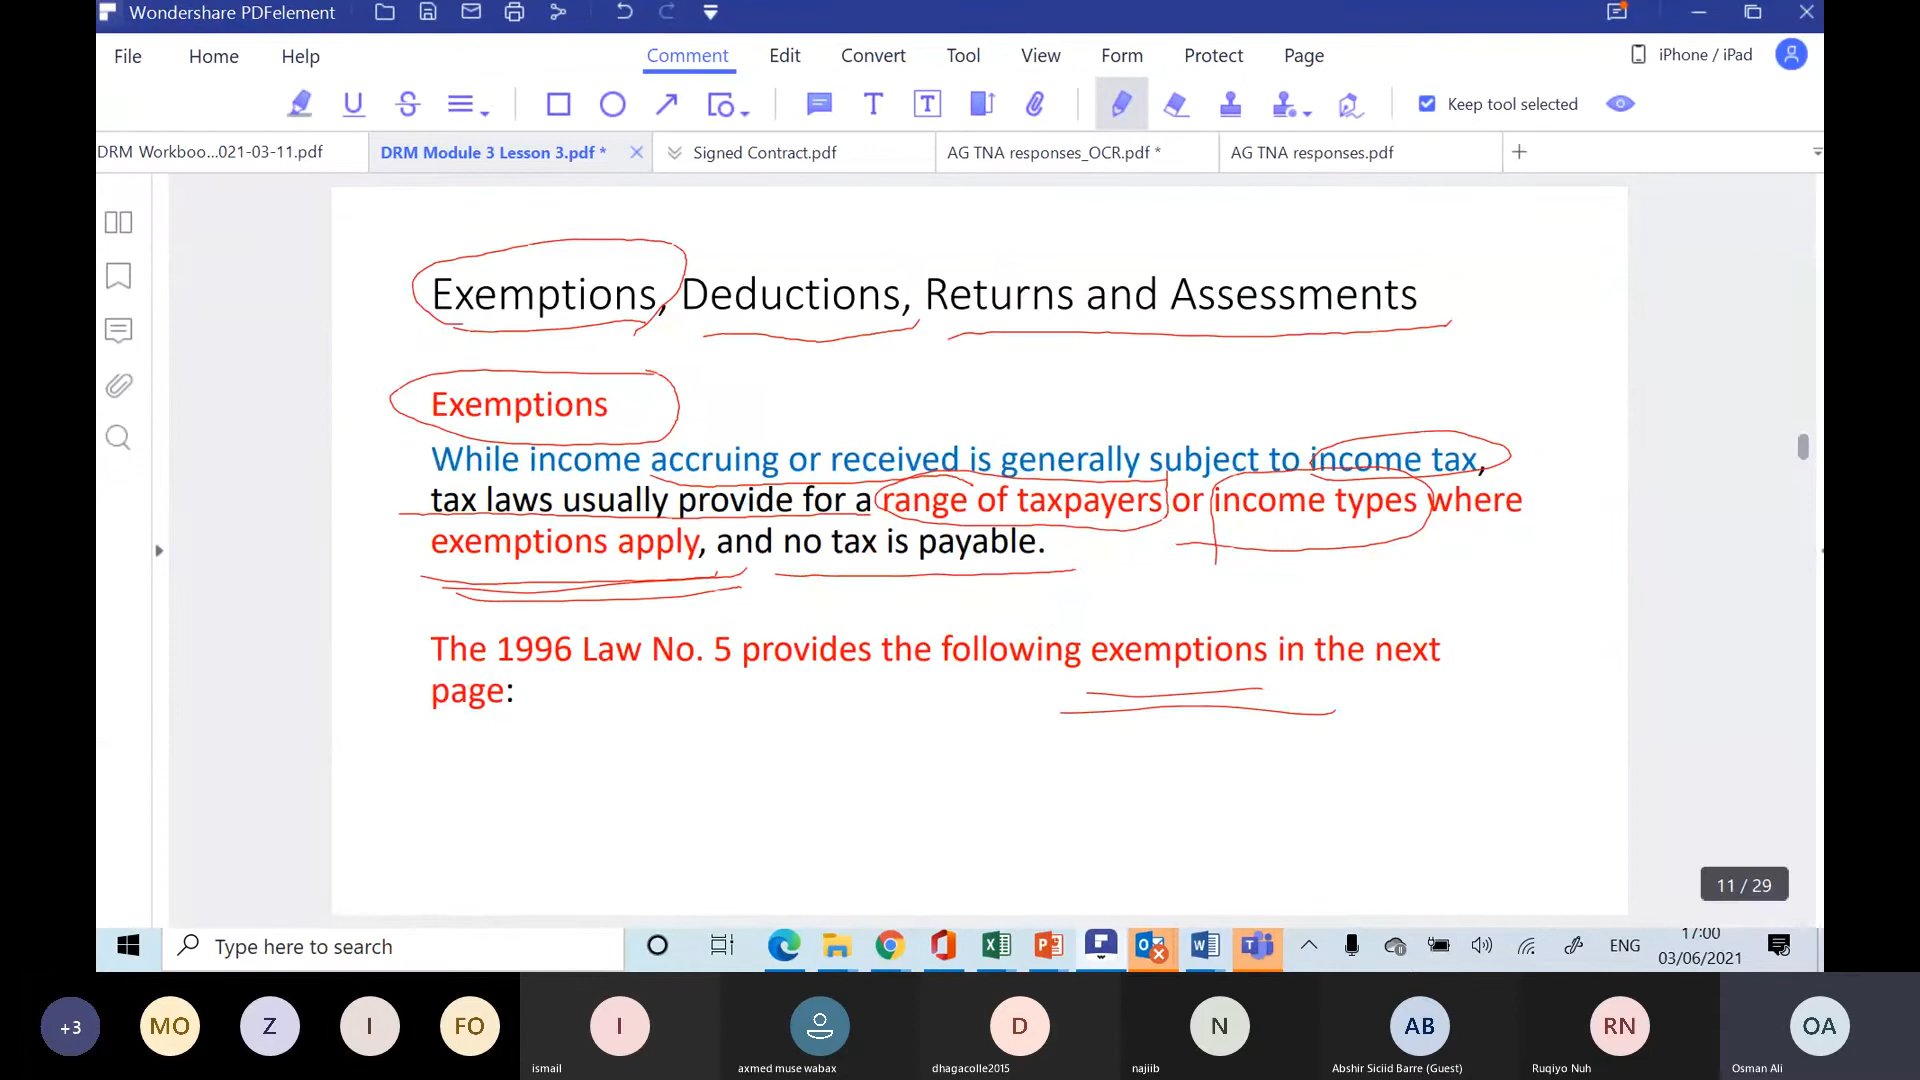 Wondershare PDFelement
File Home Help Comment Edit Convert Tool View Form Protect Page iPhone / iPad
Keep tool selected
DRM Workboo...021-03-11.pdf DRM Module 3 Lesson 3.pdf * Signed Contract.pdf AG TNA responses_OCR.pdf * AG TNA responses.pdf
Exemptions, Deductions, Returns and Assessments
Exemptions
While income accruing or received is generally subject to income tax,
tax laws usually provide for a range of taxpayers or income types where
exemptions apply, and no tax is payable.
The 1996 Law No. 5 provides the following exemptions in the next
page:
11 / 29
Type here to search
ENG
17:00
03/06/2021
+3 MO Z I FO I D N AB RN OA
ismail axmed muse wabax dhagacolle2015 najiib Abshir Siciid Barre (Guest) Ruqiyo Nuh Osman Ali